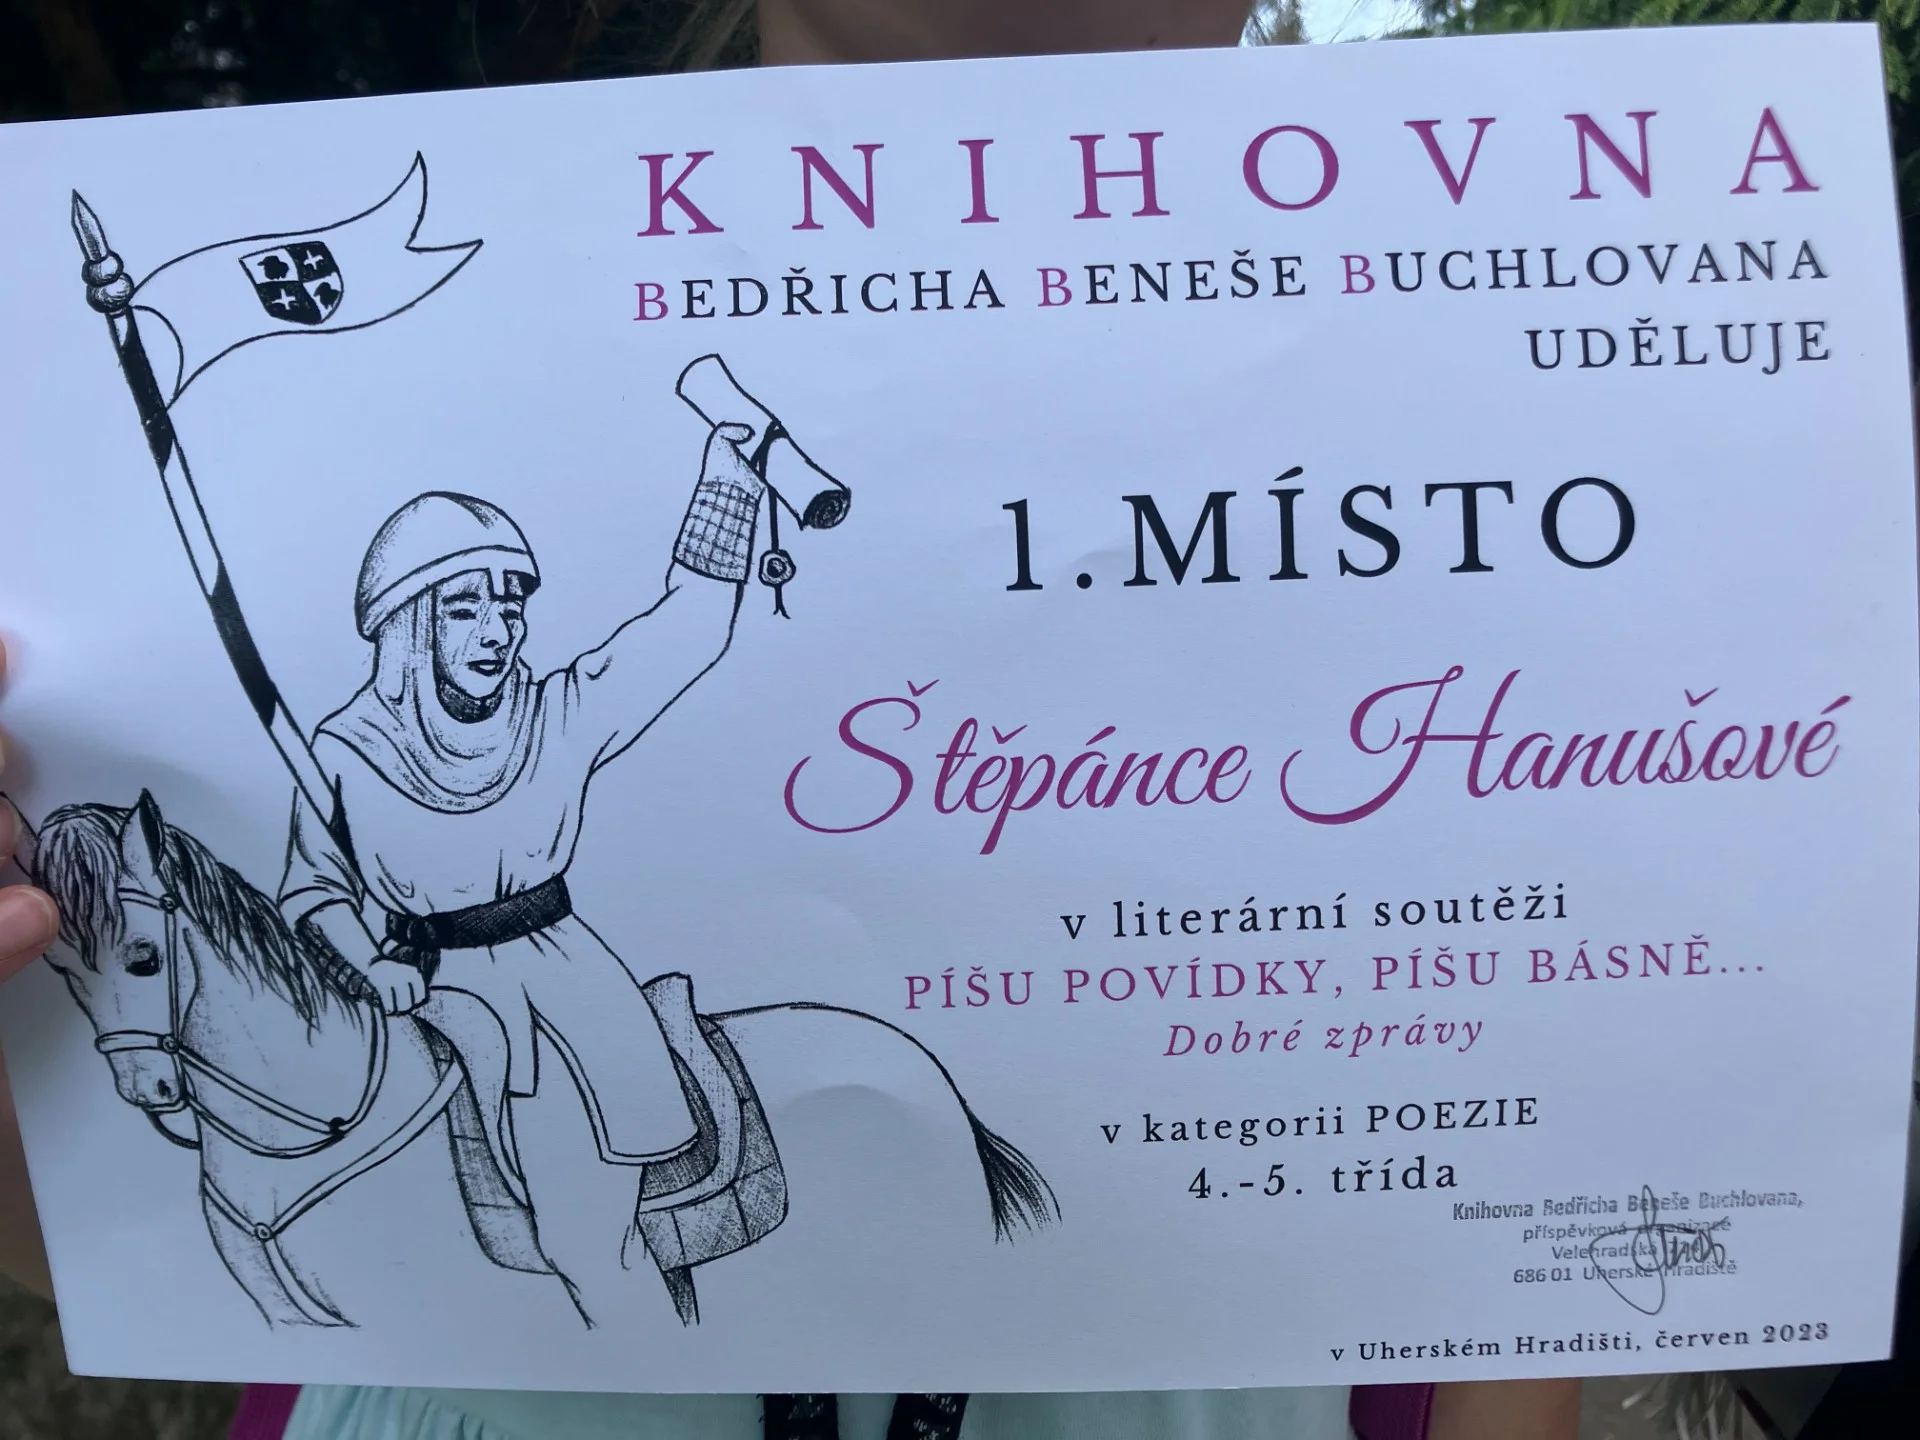 KNIHOVNA
BEDŘICHA BENEŠE BUCHLOVANA
UDĚLUJE
1.MÍSTO
Štěpánce Hanušové
v literární soutěži
PÍŠU POVÍDKY, PÍŠU BÁSNĚ...
Dobré zprávy
v kategorii POEZIE
4.-5. třída
Knihovna Bedřicha Beneše Buchlovana,
příspěvková organizace
Velehradská
686 01 Uherské Hradiště
v Uherském Hradišti, červen 2023